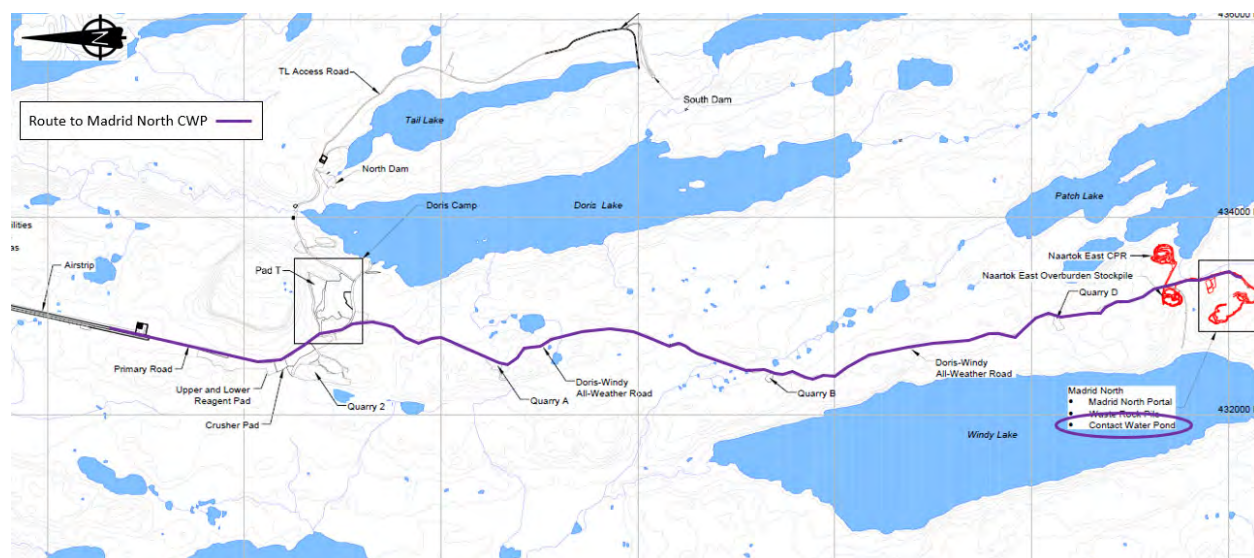 N
436000
TL Access Road
South Dam
Route to Madrid North CWP
Tail Lake
North Dam
Patch Lake
Doris Camp
Doris Lake
434000
Airstrip
Pad T
Naartok East CPR
Naartok East Overburden Stockpile
Quarry D
Primary Road
Upper and Lower
Reagent Pad
Quarry 2
Crusher Pad
Quarry A
Doris-Windy
All-Weather Road
Quarry B
Doris-Windy
All-Weather Road
Madrid North
• Madrid North Portal
• Waste Rock Pile
• Contact Water Pond
432000
Windy Lake